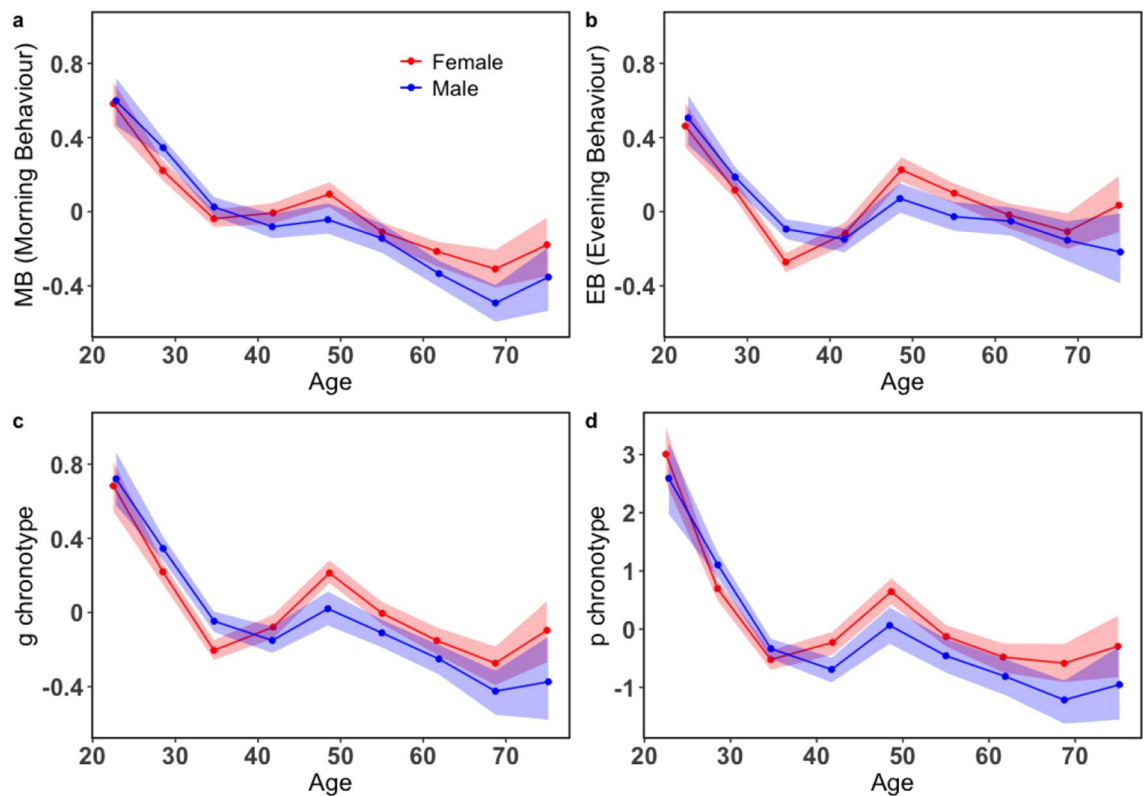 a
MB (Morning Behaviour)
0.8
0.4
0
-0.4
20 30 40 50 60 70
Age
Female
Male
b
EB (Evening Behaviour)
0.8
0.4
0
-0.4
20 30 40 50 60 70
Age
c
g chronotype
0.8
0.4
0
-0.4
20 30 40 50 60 70
Age
d
p chronotype
3
2
1
0
-1
20 30 40 50 60 70
Age